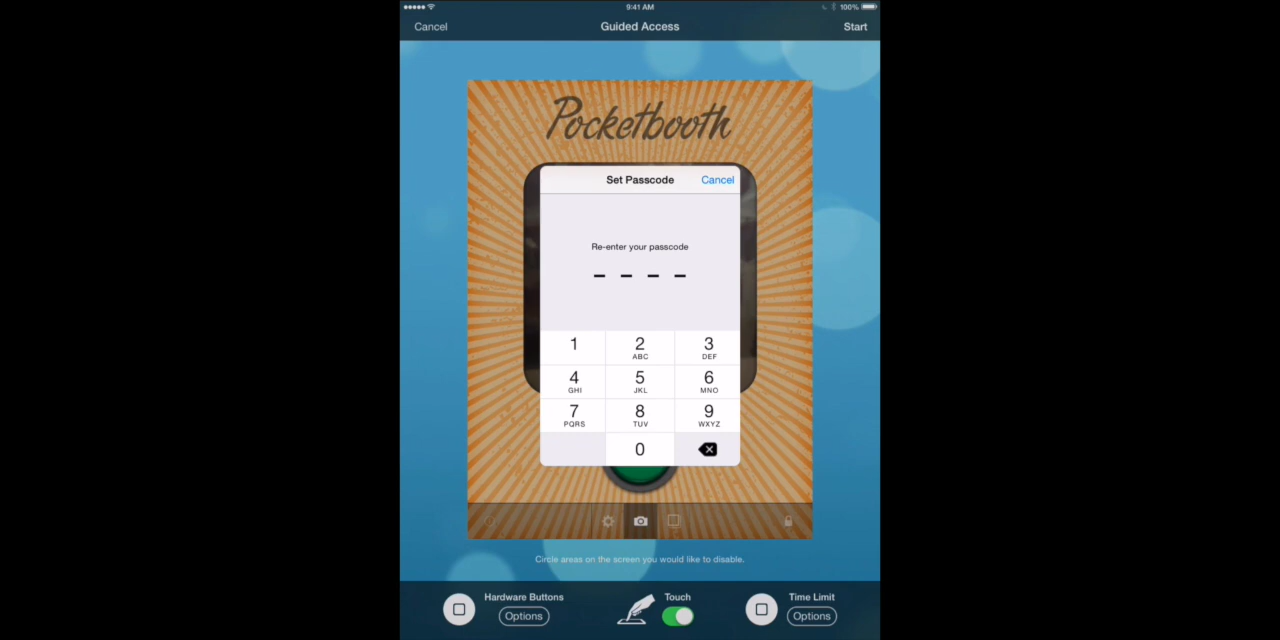 9:41 AM
100%
Cancel
Guided Access
Start
Pocketbooth
Set Passcode
Cancel
Re-enter your passcode
1
2
ABC
3
DEF
4
GHI
5
JKL
6
MNO
7
PQRS
8
TUV
9
WXYZ
0
Circle areas on the screen you would like to disable.
Hardware Buttons
Options
Touch
Time Limit
Options